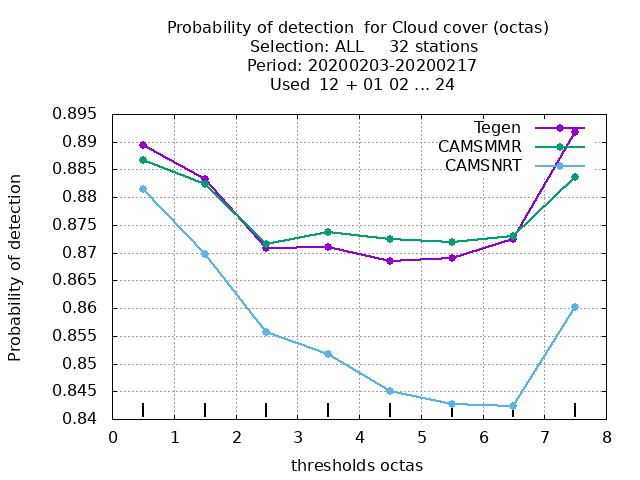 Probability of detection  for Cloud cover (octas)
Selection: ALL     32 stations
Period: 20200203-20200217
Used  12 + 01 02 ... 24
0.895
0.89
0.885
0.88
0.875
0.87
0.865
0.86
0.855
0.85
0.845
0.84
Probability of detection
Tegen
CAMSMMR
CAMSNRT
0 1 2 3 4 5 6 7 8
thresholds octas